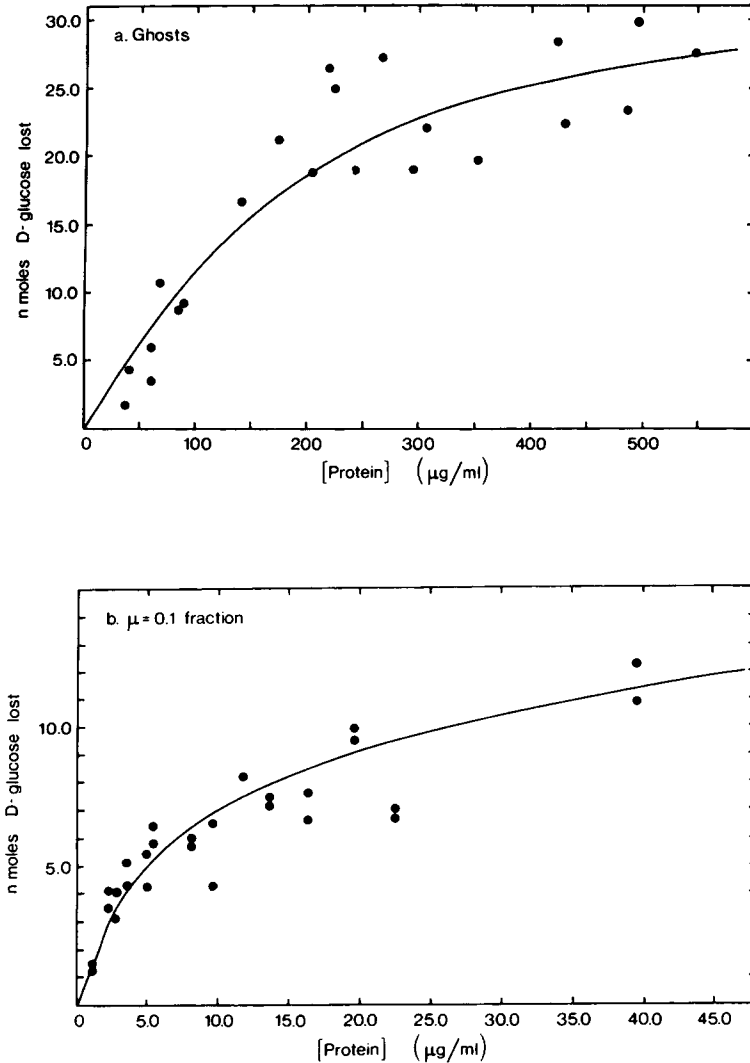 a. Ghosts
30.0
25.0
20.0
15.0
10.0
5.0
n moles D-glucose lost
0 100 200 300 400 500
[Protein] (μg/ml)
b. μ = 0.1 fraction
10.0
5.0
n moles D-glucose lost
0 5.0 10.0 15.0 20.0 25.0 30.0 35.0 40.0 45.0
[Protein] (μg/ml)